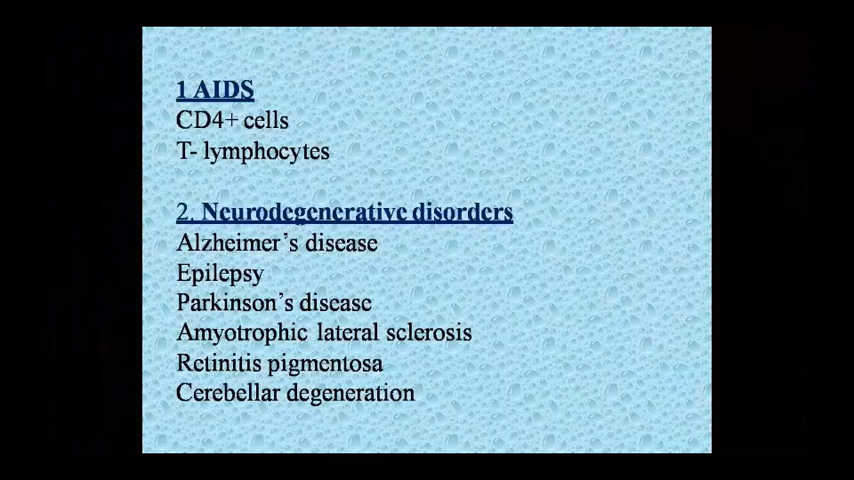 1 AIDS
CD4+ cells
T- lymphocytes
2. Neurodegenerative disorders
Alzheimer's disease
Epilepsy
Parkinson's disease
Amyotrophic lateral sclerosis
Retinitis pigmentosa
Cerebellar degeneration